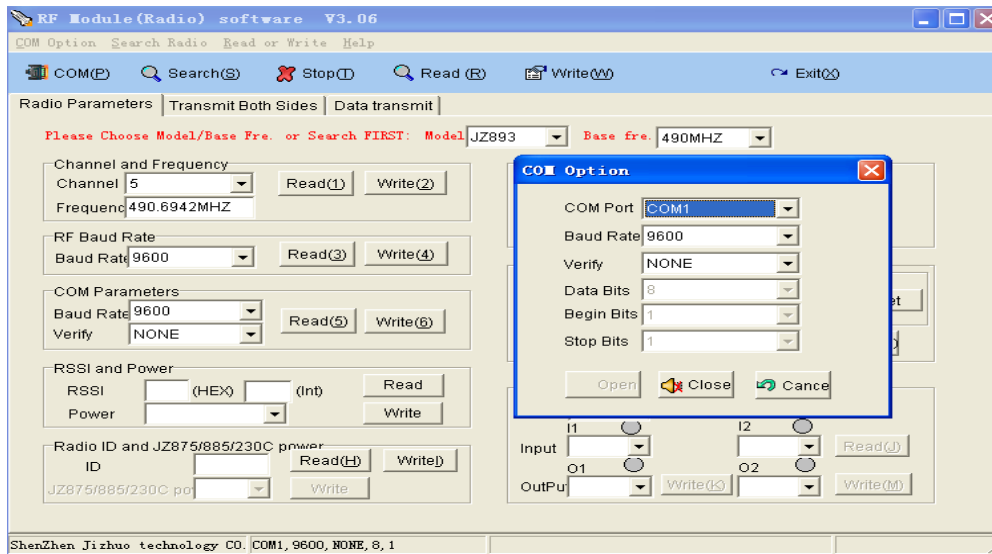 RF Module(Radio) software V3.06
COM Option Search Radio Read or Write Help
COM(P) Search(S) Stop(T) Read (R) Write(W) Exit(X)
Radio Parameters Transmit Both Sides Data transmit
Please Choose Model/Base Fre. or Search FIRST: Model JZ893 Base fre. 490MHZ
Channel and Frequency
Channel 5 Read(1) Write(2)
Frequenc 490.6942MHZ
RF Baud Rate
Baud Rate 9600 Read(3) Write(4)
COM Parameters
Baud Rate 9600 Read(5) Write(6)
Verify NONE
RSSI and Power
RSSI (HEX) (Int) Read
Power Write
Radio ID and JZ875/885/230C power
ID Read(H) Write(I)
JZ875/885/230C po Write
COM Option
COM Port COM1
Baud Rate 9600
Verify NONE
Data Bits 8
Begin Bits 1
Stop Bits 1
Open Close Cance
et
I1 I2
Input Read(J)
O1 O2
OutPu Write(K) Write(M)
ShenZhen Jizhuo technology CO. COM1, 9600, NONE, 8, 1